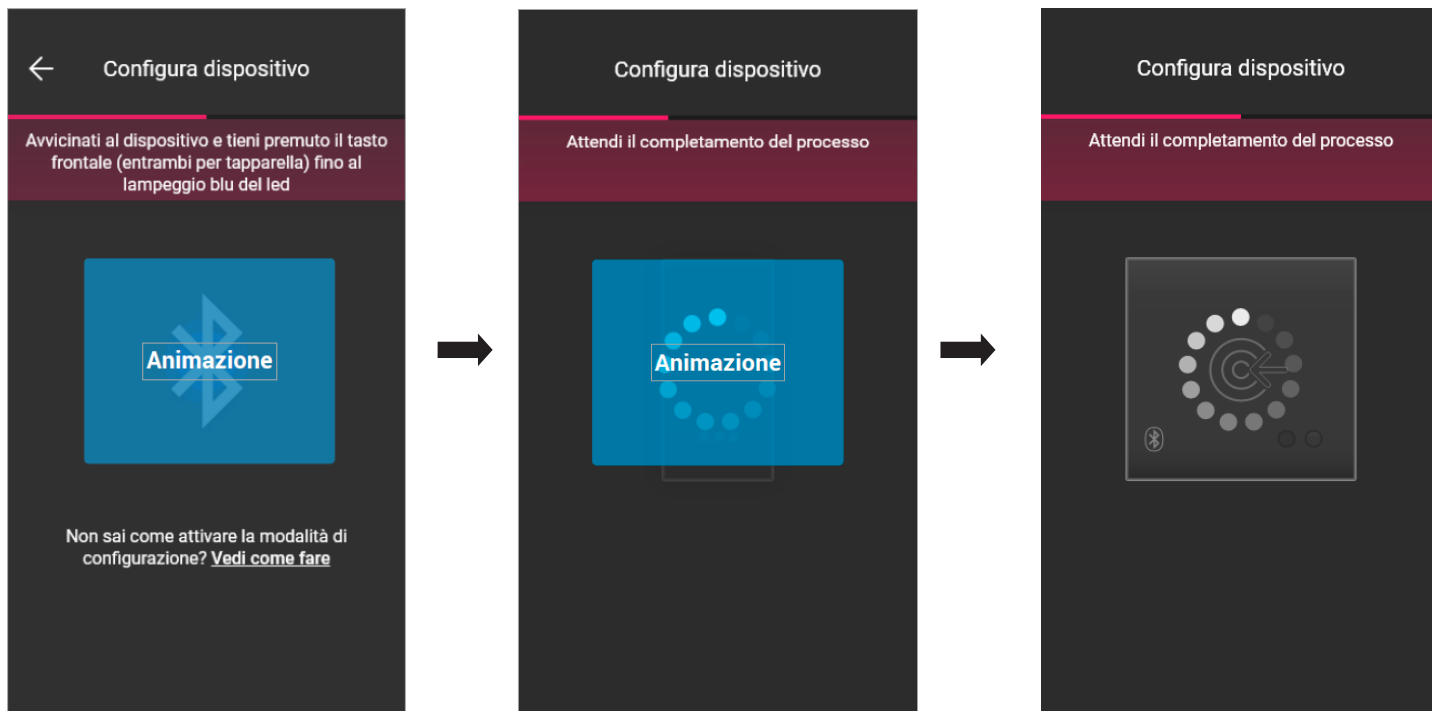 Configura dispositivo
Avvicinati al dispositivo e tieni premuto il tasto
frontale (entrambi per tapparella) fino al
lampeggio blu del led
Animazione
Non sai come attivare la modalità di
configurazione? Vedi come fare
Configura dispositivo
Attendi il completamento del processo
Animazione
Configura dispositivo
Attendi il completamento del processo